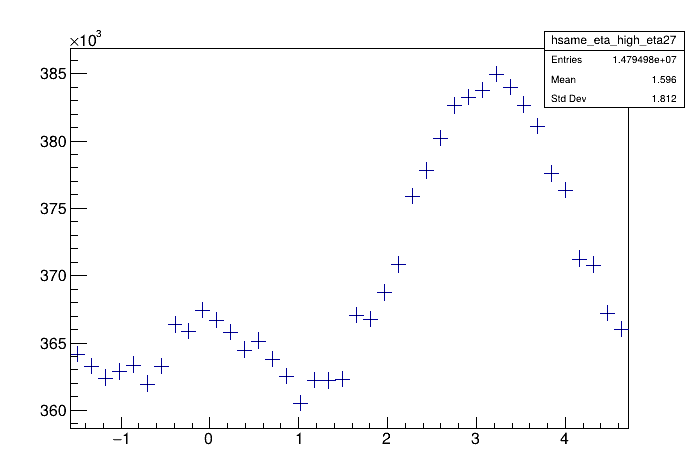 ×10³
hsame_eta_high_eta27
Entries 1.479498e+07
Mean 1.596
Std Dev 1.812
385
380
375
370
365
360
−1 0 1 2 3 4